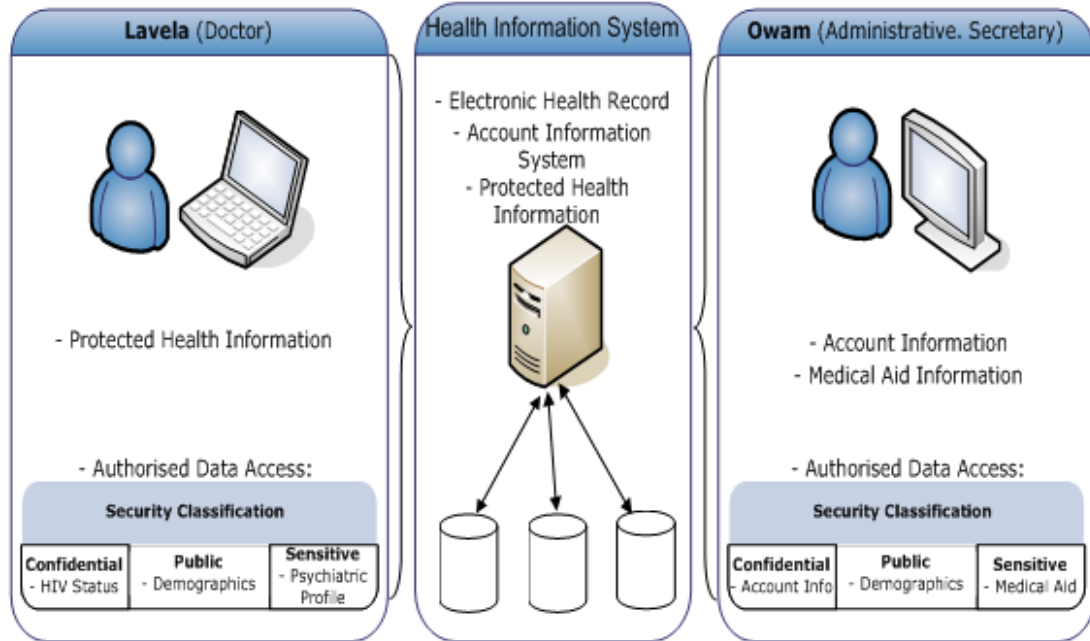 Lavela (Doctor)
- Protected Health Information
- Authorised Data Access:
Security Classification
Confidential
- HIV Status
Public
- Demographics
Sensitive
- Psychiatric
Profile
Health Information System
- Electronic Health Record
- Account Information
System
- Protected Health
Information
Owam (Administrative. Secretary)
- Account Information
- Medical Aid Information
- Authorised Data Access:
Security Classification
Confidential
- Account Info
Public
- Demographics
Sensitive
- Medical Aid